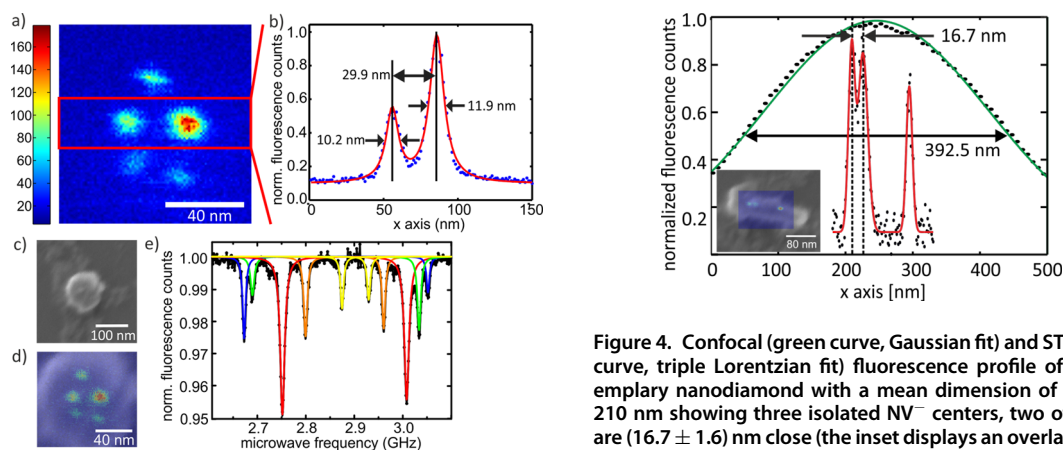 a)
160
140
120
100
80
60
40
20
40 nm
b)
norm. fluorescence counts
1.0
0.8
0.6
0.4
0.2
0
29.9 nm
11.9 nm
10.2 nm
0 50 100 150
x axis (nm)
c)
100 nm
d)
40 nm
e)
norm. fluorescence counts
1.00
0.99
0.98
0.97
0.96
0.95
2.7 2.8 2.9 3.0
microwave frequency (GHz)
normalized fluorescence counts
1.0
0.8
0.6
0.4
0.2
16.7 nm
392.5 nm
80 nm
0 100 200 300 400 500
x axis [nm]
Figure 4. Confocal (green curve, Gaussian fit) and ST
curve, triple Lorentzian fit) fluorescence profile of
emplary nanodiamond with a mean dimension of
210 nm showing three isolated NV⁻ centers, two o
are (16.7 ± 1.6) nm close (the inset displays an overla